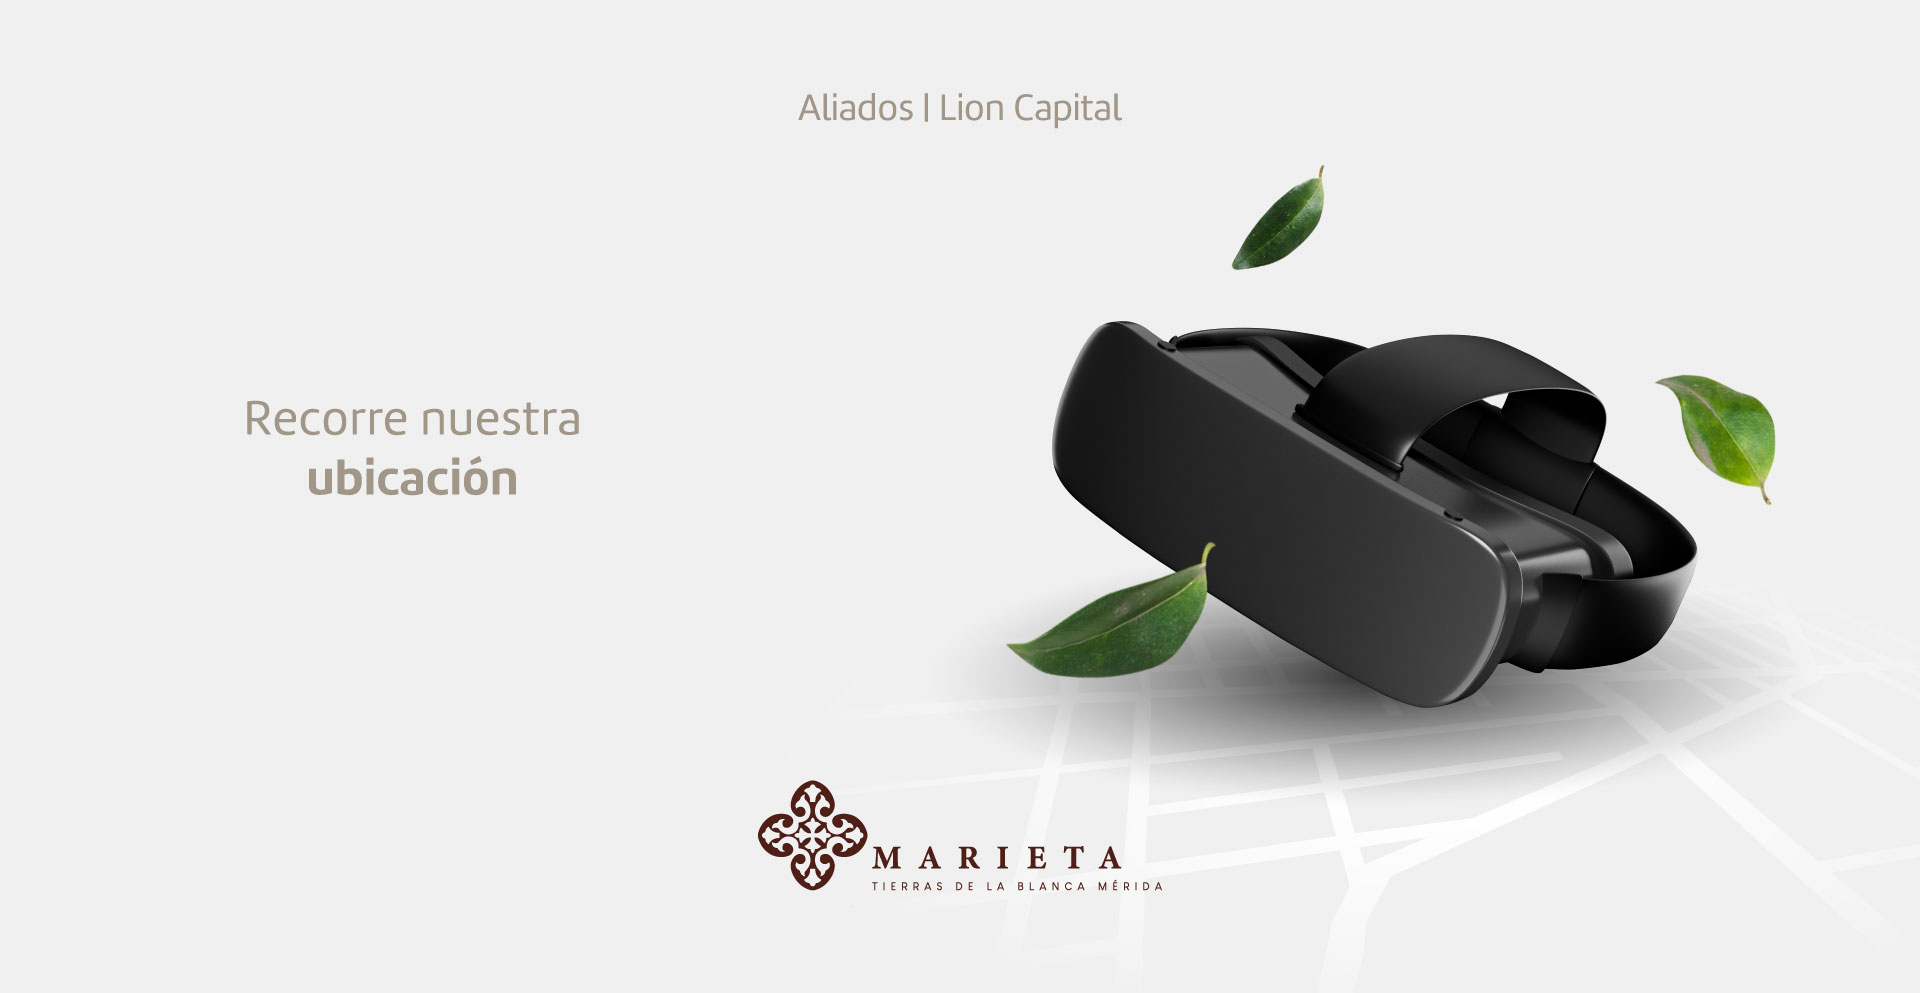 Aliados | Lion Capital
Recorre nuestra
ubicación
MARIETA
TIERRAS DE LA BLANCA MÉRIDA